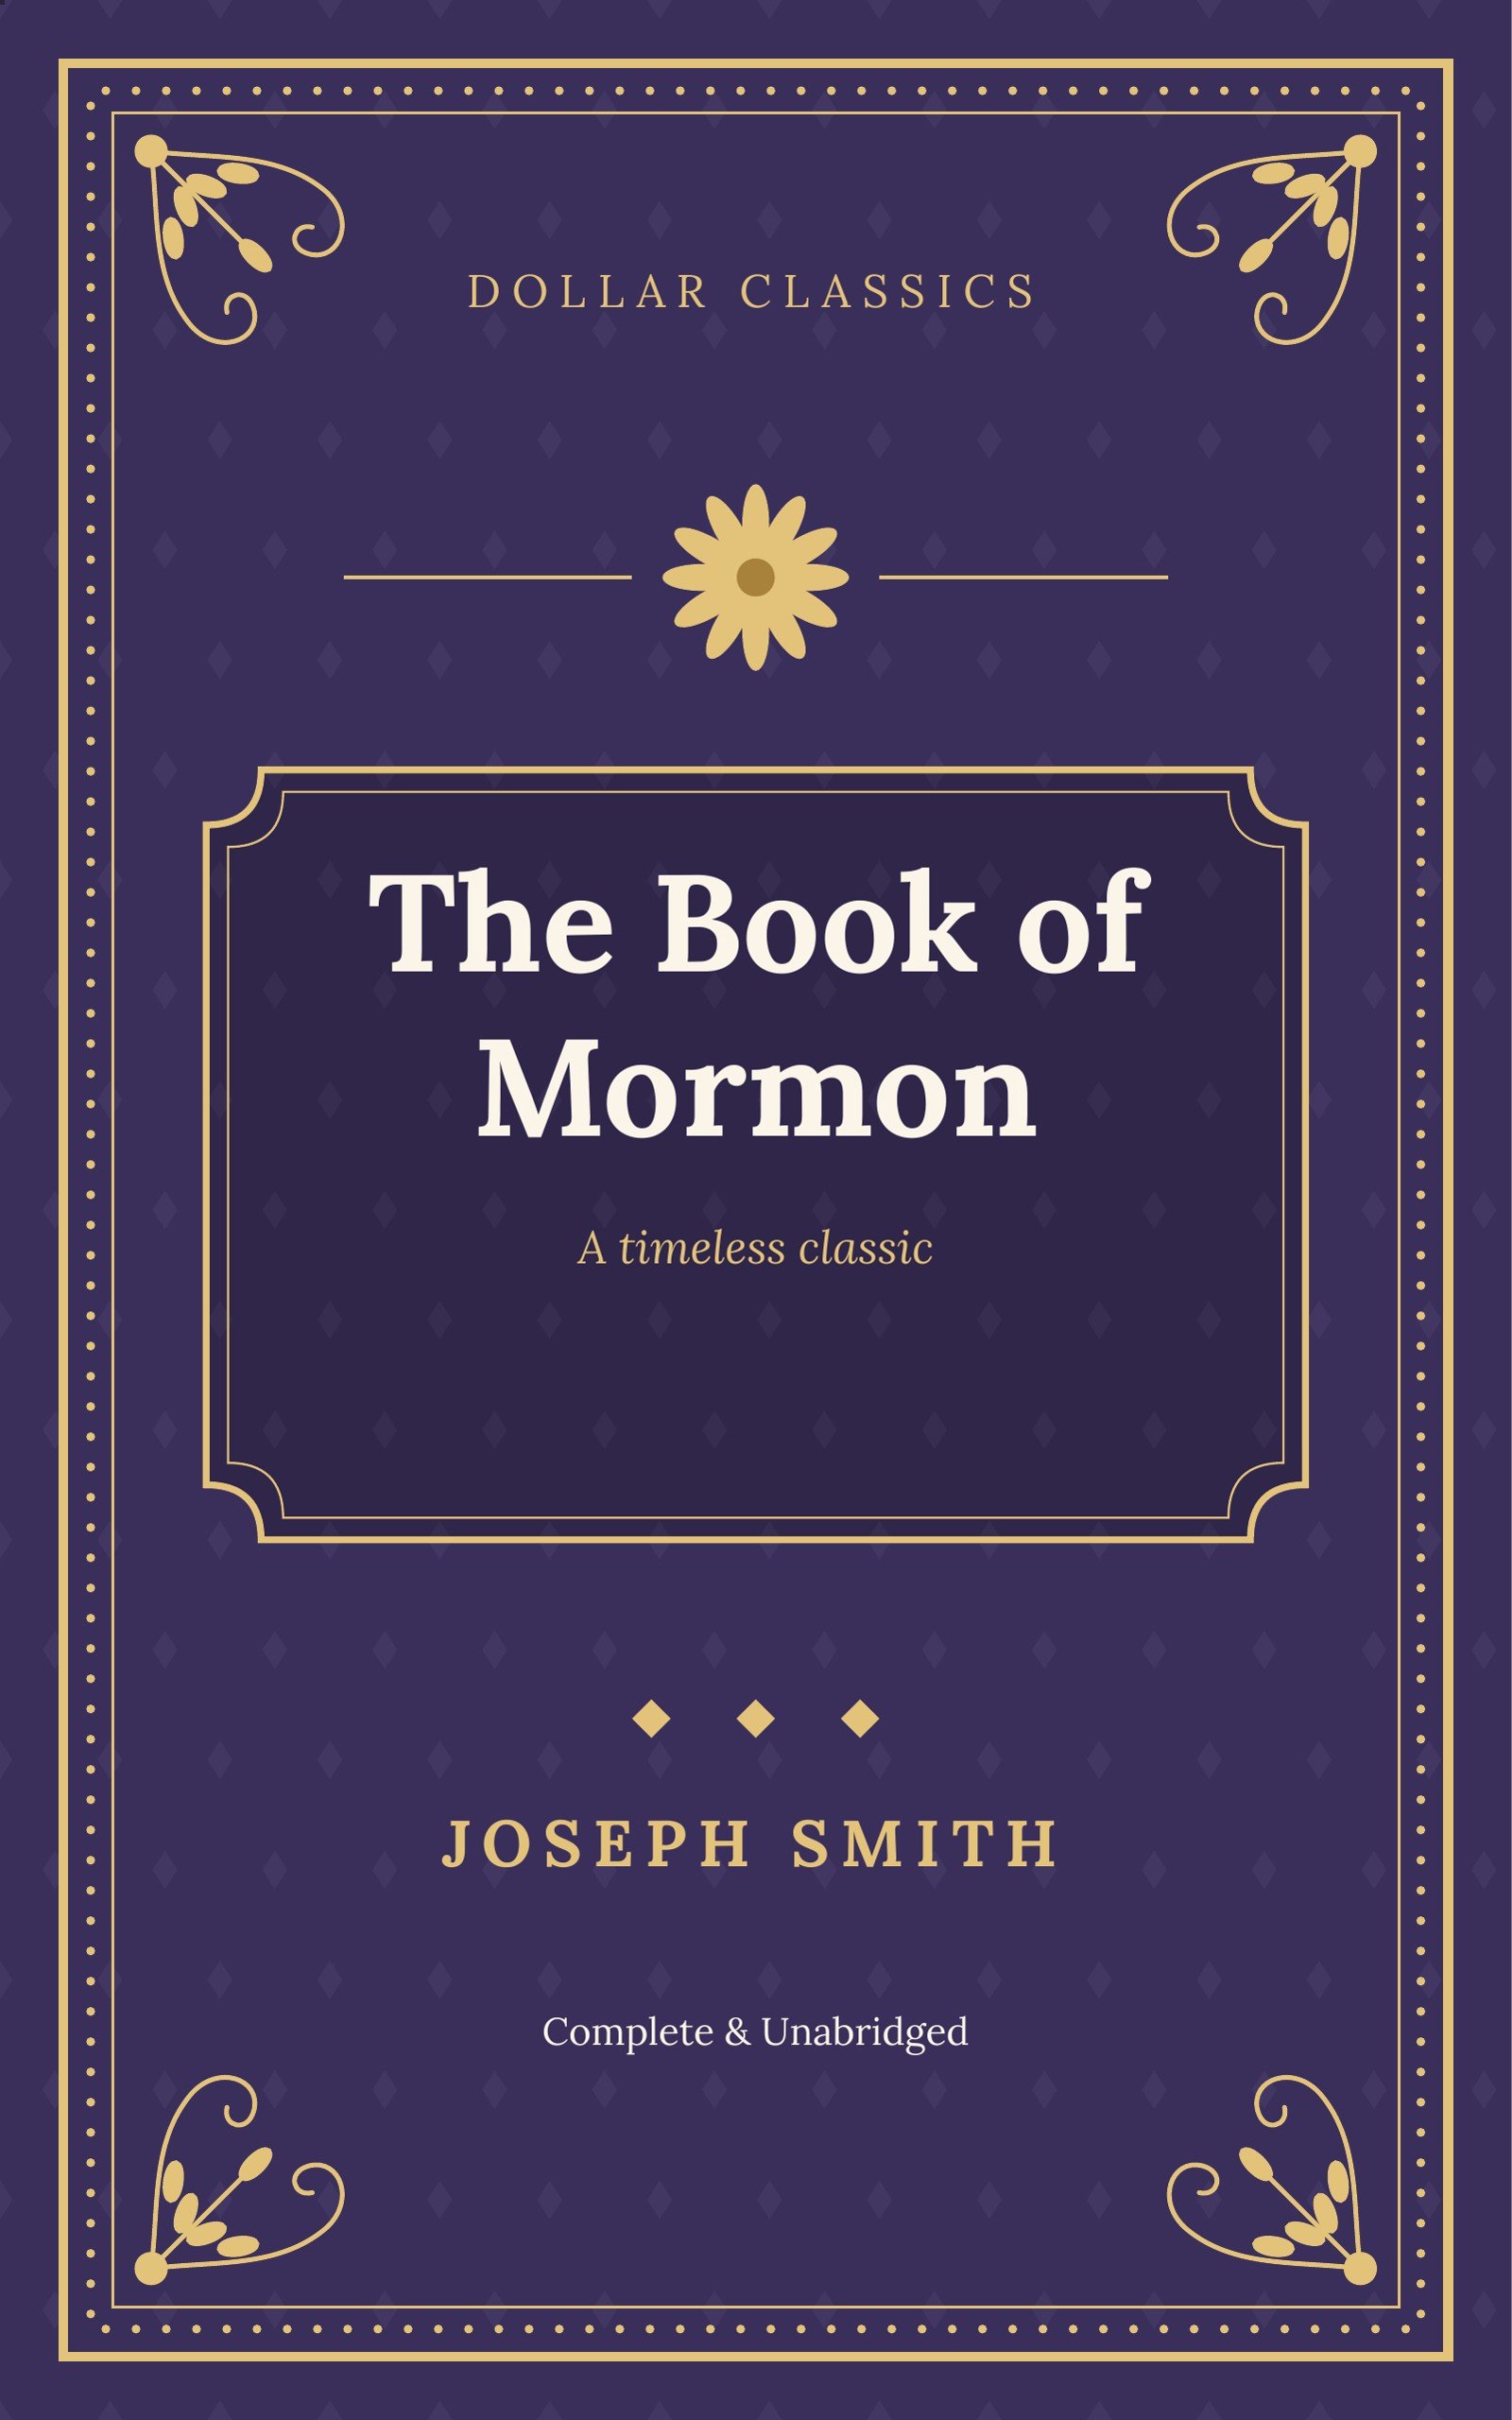 DOLLAR CLASSICS
The Book of
Mormon
A timeless classic
JOSEPH SMITH
Complete & Unabridged